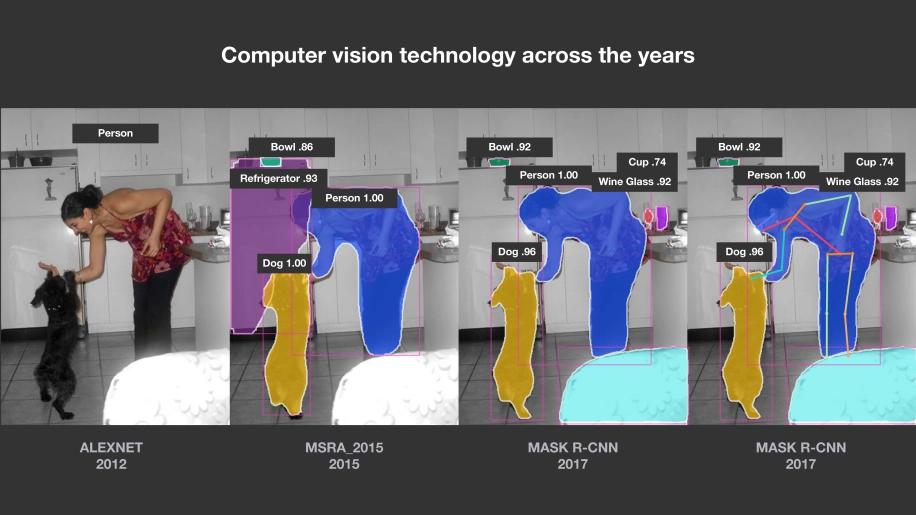 Computer vision technology across the years
Person
Bowl .86
Refrigerator .93
Person 1.00
Dog 1.00
Bowl .92
Cup .74
Person 1.00
Wine Glass .92
Dog .96
Bowl .92
Cup .74
Person 1.00
Wine Glass .92
Dog .96
ALEXNET
2012
MSRA_2015
2015
MASK R-CNN
2017
MASK R-CNN
2017